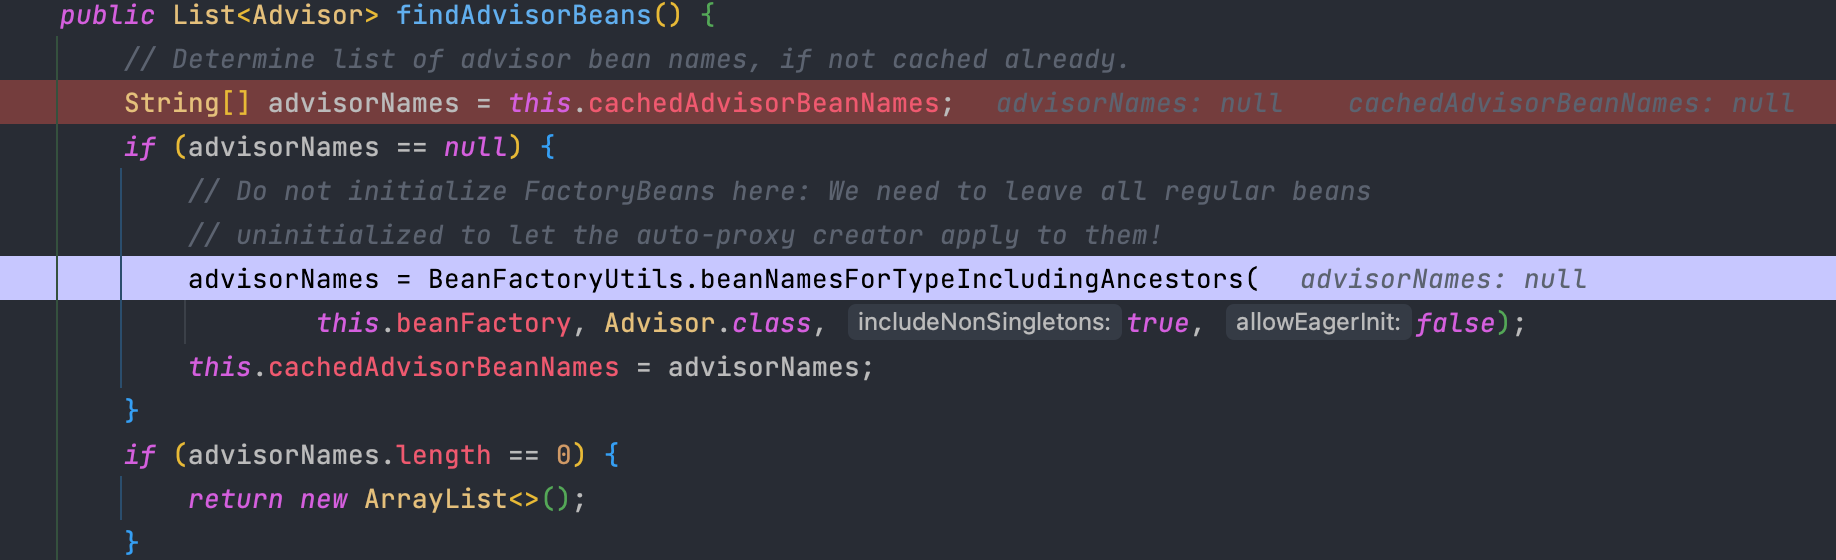 public List<Advisor> findAdvisorBeans() {
// Determine list of advisor bean names, if not cached already.
String[] advisorNames = this.cachedAdvisorBeanNames; advisorNames: null cachedAdvisorBeanNames: null
if (advisorNames == null) {
// Do not initialize FactoryBeans here: We need to leave all regular beans
// uninitialized to let the auto-proxy creator apply to them!
advisorNames = BeanFactoryUtils.beanNamesForTypeIncludingAncestors( advisorNames: null
this.beanFactory, Advisor.class, includeNonSingletons: true, allowEagerInit: false);
this.cachedAdvisorBeanNames = advisorNames;
}
if (advisorNames.length == 0) {
return new ArrayList<>();
}